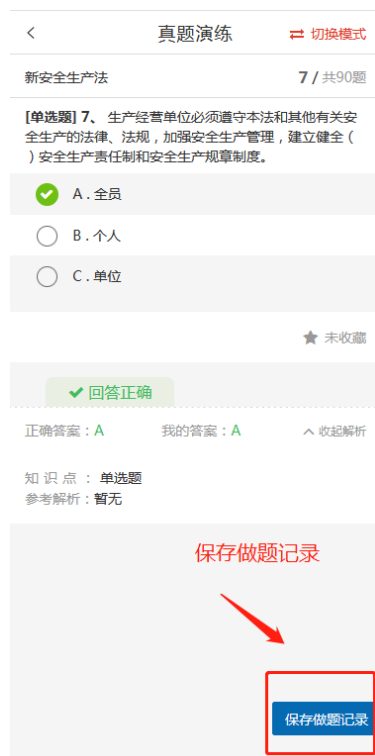 真题演练 切换模式
新安全生产法 7 / 共90题
[单选题] 7、 生产经营单位必须遵守本法和其他有关安
全生产的法律、法规，加强安全生产管理，建立健全（
）安全生产责任制和安全生产规章制度。
A . 全员
B . 个人
C . 单位
未收藏
回答正确
正确答案：A 我的答案：A 收起解析
知 识 点 ： 单选题
参考解析：暂无
保存做题记录
保存做题记录